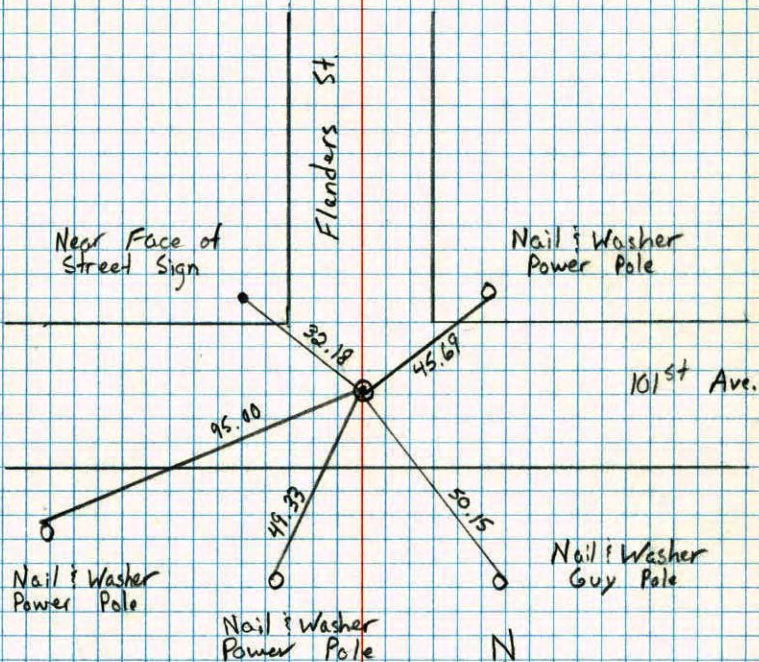 Flenders St.
Near Face of
Street Sign
Nail & Washer
Power Pole
32.18
45.69
101st Ave.
95.00
49.33
50.15
Nail & Washer
Power Pole
Nail & Washer
Guy Pole
Nail & Washer
Power Pole
N